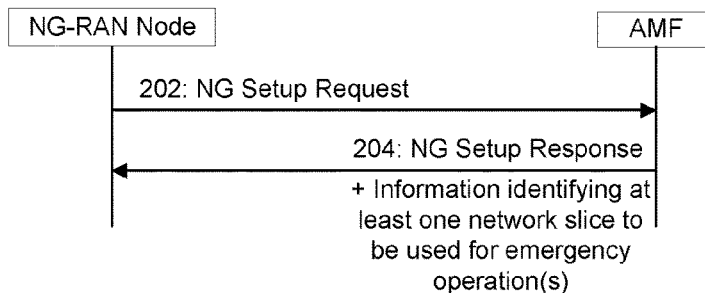 NG-RAN Node
AMF
202: NG Setup Request
204: NG Setup Response
+ Information identifying at
least one network slice to
be used for emergency
operation(s)